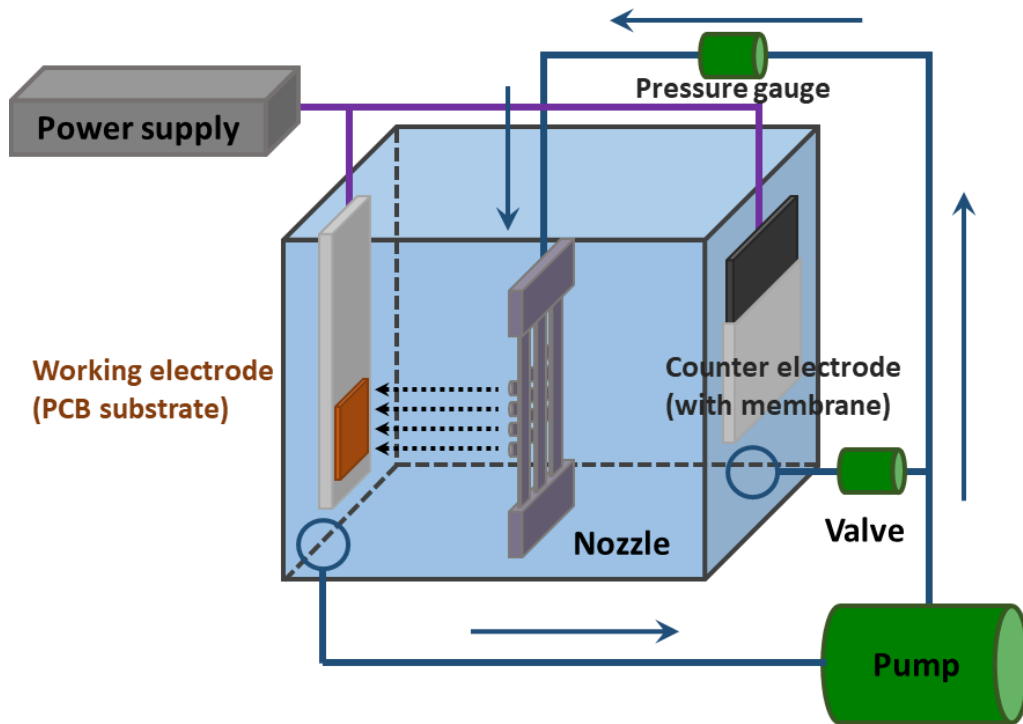 Pressure gauge
Power supply
Working electrode
(PCB substrate)
Counter electrode
(with membrane)
Nozzle
Valve
Pump